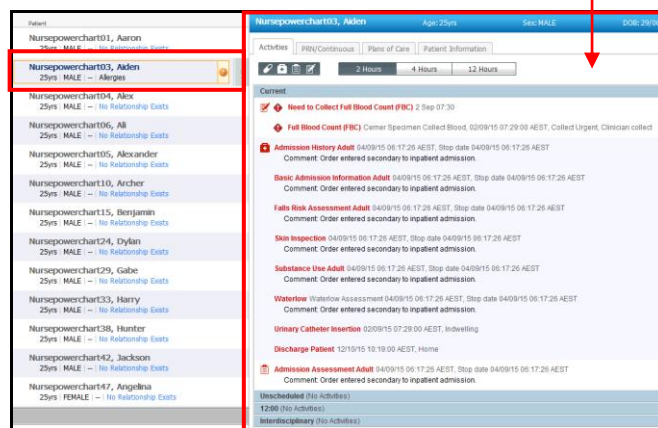 Patient
Nursepowerchart01, Aaron
25yrs | MALE | -- | No Relationship Exists
Nursepowerchart03, Aiden
25yrs | MALE | -- | Allergies
Nursepowerchart04, Alex
25yrs | MALE | -- | No Relationship Exists
Nursepowerchart06, Ali
25yrs | MALE | -- | No Relationship Exists
Nursepowerchart05, Alexander
25yrs | MALE | -- | No Relationship Exists
Nursepowerchart10, Archer
25yrs | MALE | -- | No Relationship Exists
Nursepowerchart15, Benjamin
25yrs | MALE | -- | No Relationship Exists
Nursepowerchart24, Dylan
25yrs | MALE | -- | No Relationship Exists
Nursepowerchart29, Gabe
25yrs | MALE | -- | No Relationship Exists
Nursepowerchart33, Harry
25yrs | MALE | -- | No Relationship Exists
Nursepowerchart38, Hunter
25yrs | MALE | -- | No Relationship Exists
Nursepowerchart42, Jackson
25yrs | MALE | -- | No Relationship Exists
Nursepowerchart47, Angelina
25yrs | FEMALE | -- | No Relationship Exists
Nursepowerchart03, Aiden Age: 25yrs Sex: MALE DOB: 29/0
Activities PRN/Continuous Plans of Care Patient Information
2 Hours 4 Hours 12 Hours
Current
Need to Collect Full Blood Count (FBC) 2 Sep 07:30
Full Blood Count (FBC) Cerner Specimen Collect Blood, 02/09/15 07:29:00 AEST, Collect Urgent, Clinician collect
Admission History Adult 04/09/15 06:17:26 AEST, Stop date 04/09/15 06:17:26 AEST
Comment: Order entered secondary to inpatient admission.
Basic Admission Information Adult 04/09/15 06:17:26 AEST, Stop date 04/09/15 06:17:26 AEST
Comment: Order entered secondary to inpatient admission.
Falls Risk Assessment Adult 04/09/15 06:17:26 AEST, Stop date 04/09/15 06:17:26 AEST
Comment: Order entered secondary to inpatient admission.
Skin Inspection 04/09/15 06:17:26 AEST, Stop date 04/09/15 06:17:26 AEST
Comment: Order entered secondary to inpatient admission.
Substance Use Adult 04/09/15 06:17:26 AEST, Stop date 04/09/15 06:17:26 AEST
Comment: Order entered secondary to inpatient admission.
Waterlow Waterlow Assessment 04/09/15 06:17:26 AEST, Stop date 04/09/15 06:17:26 AEST
Comment: Order entered secondary to inpatient admission.
Urinary Catheter Insertion 02/09/15 07:29:00 AEST, Indwelling
Discharge Patient 12/10/15 10:19:00 AEST, Home
Admission Assessment Adult 04/09/15 06:17:25 AEST, Stop date 04/09/15 06:17:25 AEST
Comment: Order entered secondary to inpatient admission.
Unscheduled (No Activities)
12:00 (No Activities)
Interdisciplinary (No Activities)